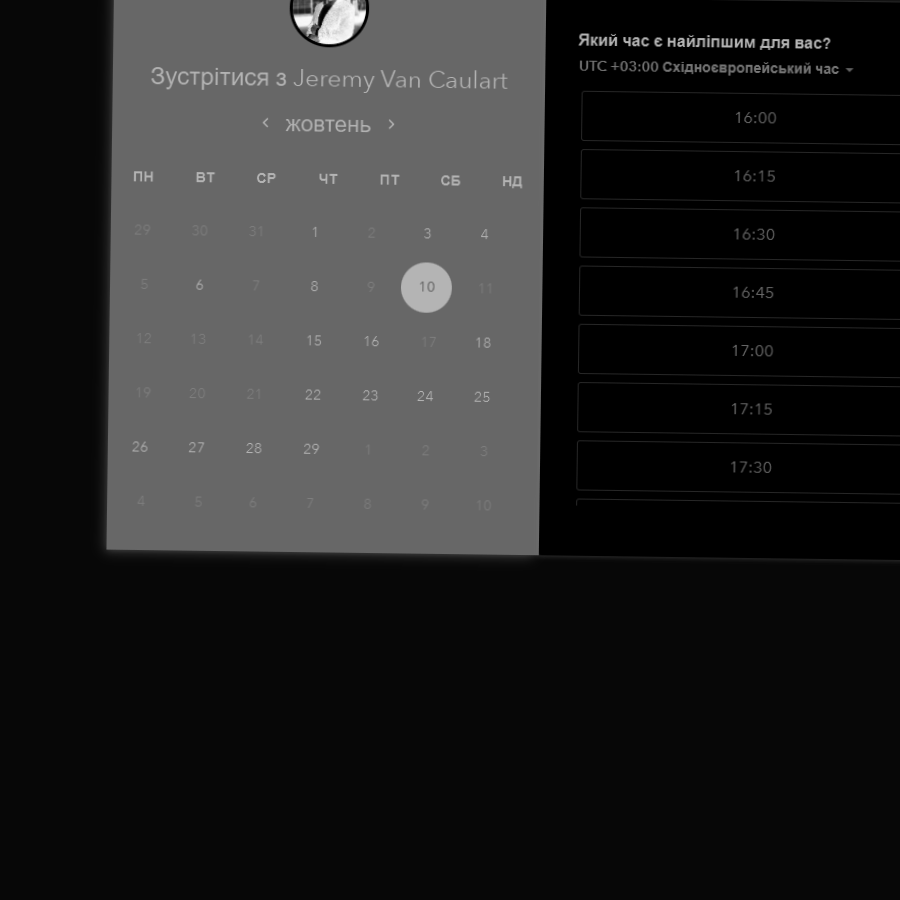 Зустрітися з Jeremy Van Caulart
жовтень
ПН ВТ СР ЧТ ПТ СБ НД
29 30 31 1 2 3 4
5 6 7 8 9 10 11
12 13 14 15 16 17 18
19 20 21 22 23 24 25
26 27 28 29 1 2 3
4 5 6 7 8 9 10
Який час є найліпшим для вас?
UTC +03:00 Східноєвропейський час
16:00
16:15
16:30
16:45
17:00
17:15
17:30